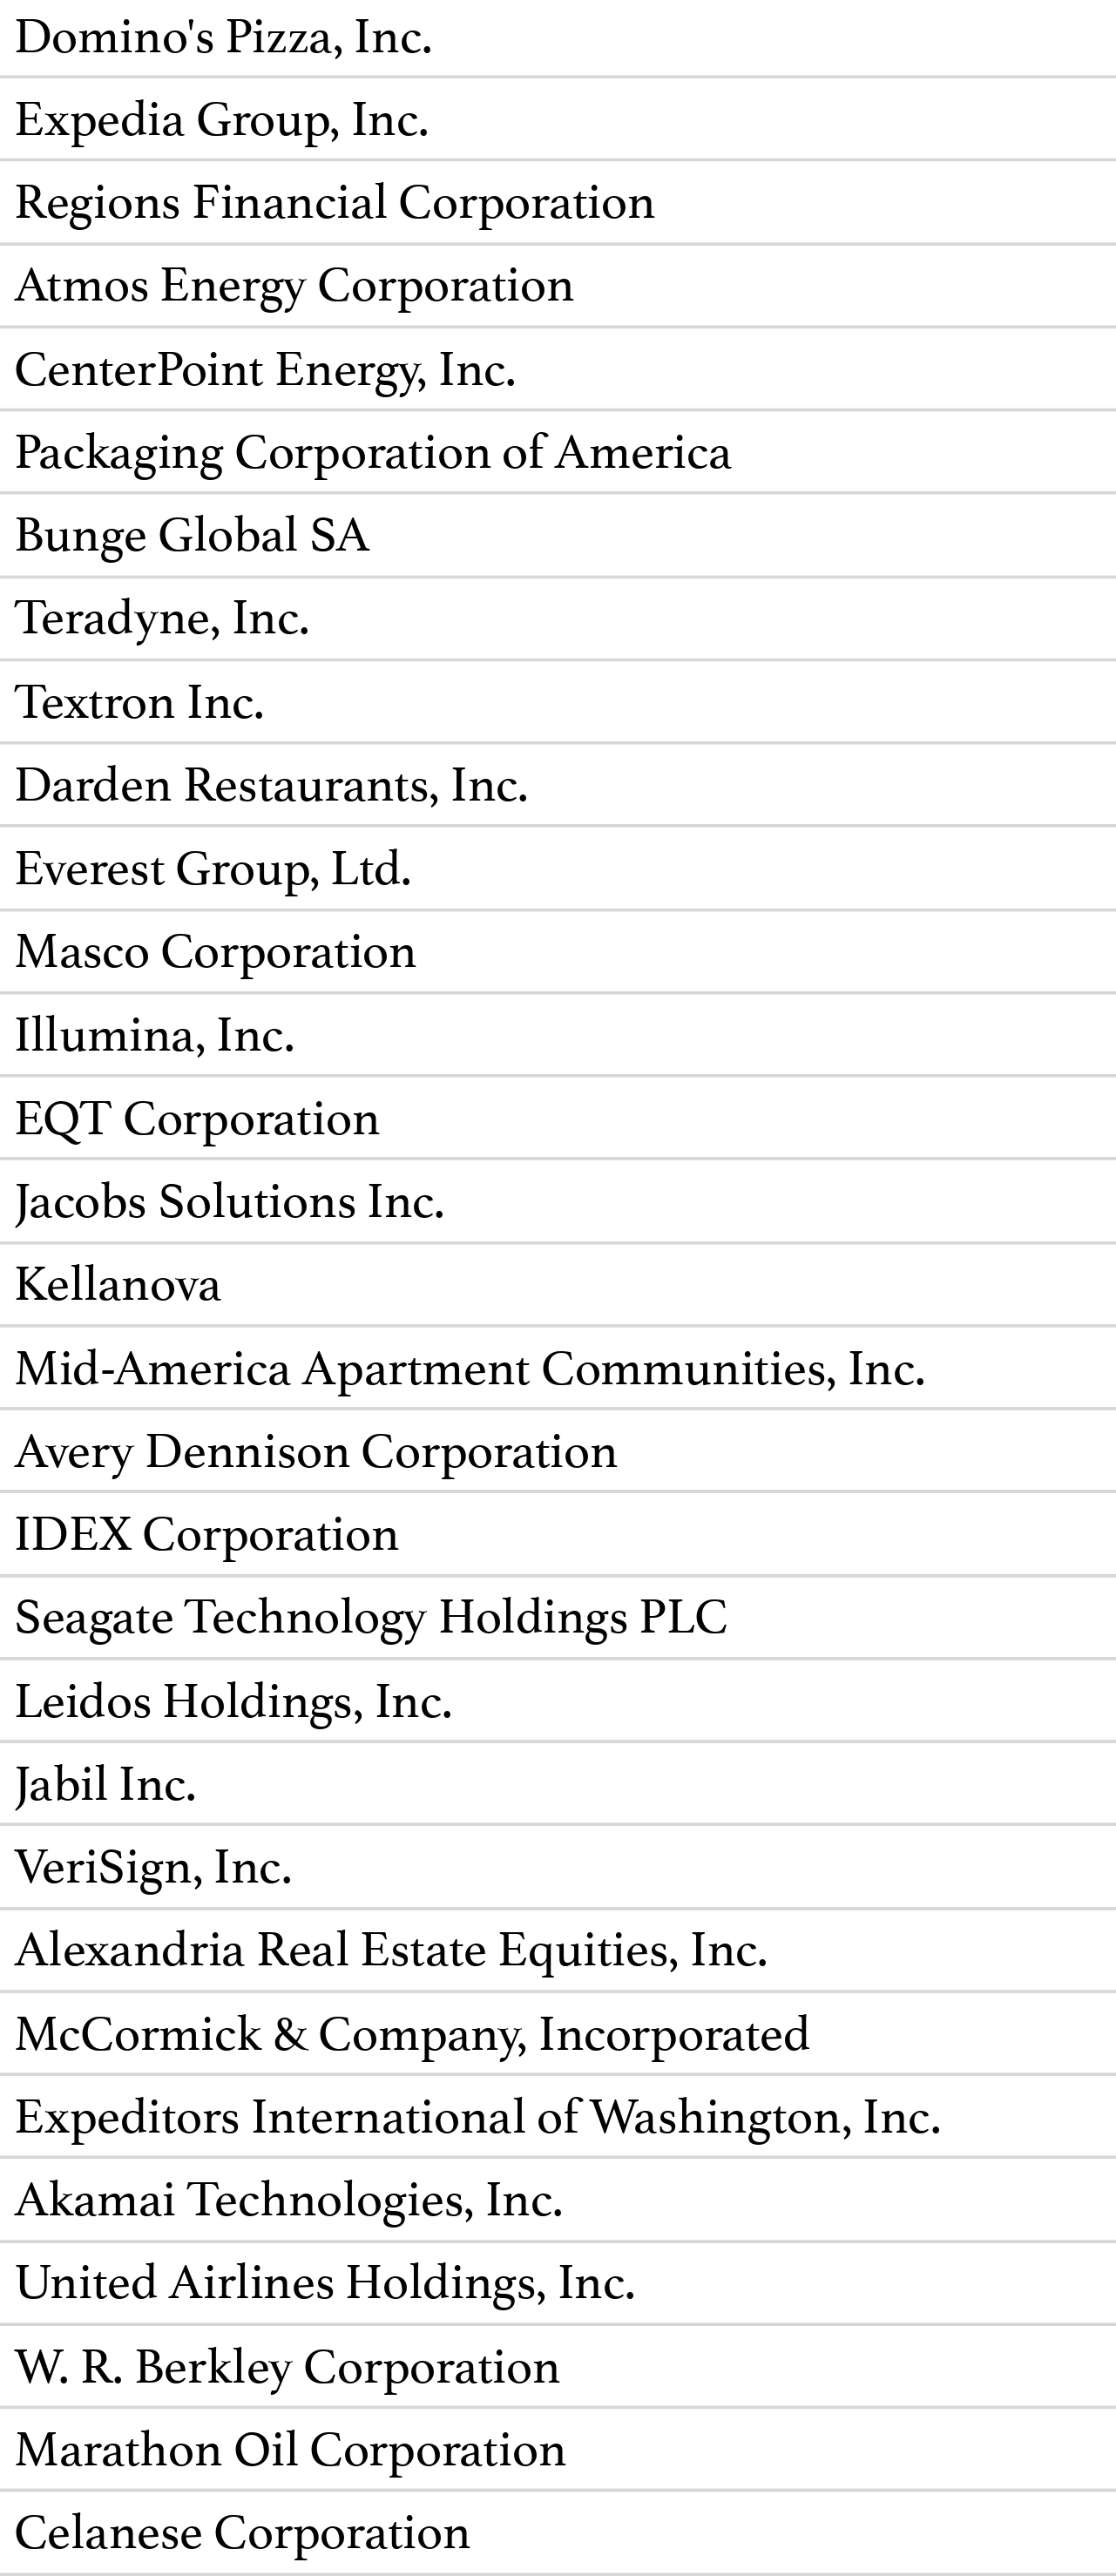 Domino's Pizza, Inc.
Expedia Group, Inc.
Regions Financial Corporation
Atmos Energy Corporation
CenterPoint Energy, Inc.
Packaging Corporation of America
Bunge Global SA
Teradyne, Inc.
Textron Inc.
Darden Restaurants, Inc.
Everest Group, Ltd.
Masco Corporation
Illumina, Inc.
EQT Corporation
Jacobs Solutions Inc.
Kellanova
Mid-America Apartment Communities, Inc.
Avery Dennison Corporation
IDEX Corporation
Seagate Technology Holdings PLC
Leidos Holdings, Inc.
Jabil Inc.
VeriSign, Inc.
Alexandria Real Estate Equities, Inc.
McCormick & Company, Incorporated
Expeditors International of Washington, Inc.
Akamai Technologies, Inc.
United Airlines Holdings, Inc.
W. R. Berkley Corporation
Marathon Oil Corporation
Celanese Corporation